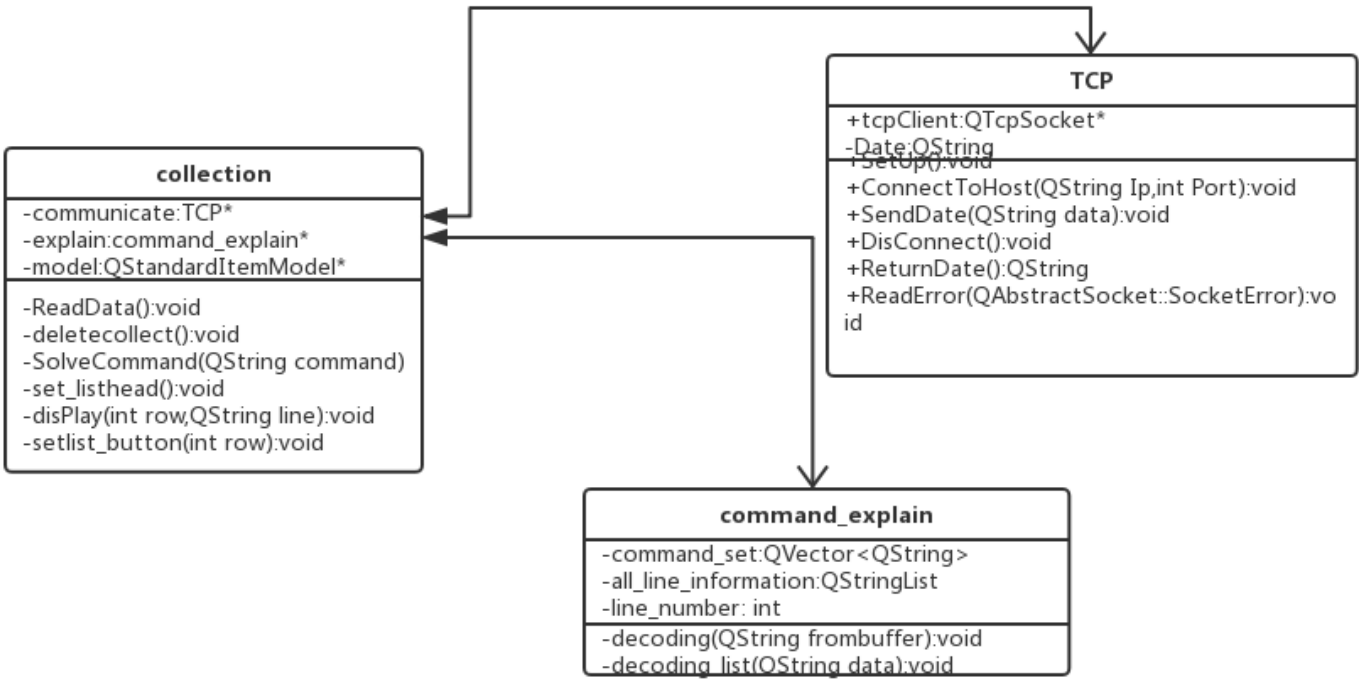 collection
-communicate:TCP*
-explain:command_explain*
-model:QStandardItemModel*
-ReadData():void
-deletecollect():void
-SolveCommand(QString command)
-set_listhead():void
-disPlay(int row,QString line):void
-setlist_button(int row):void
TCP
+tcpClient:QTcpSocket*
-Date:QString
+SetUp():void
+ConnectToHost(QString Ip,int Port):void
+SendDate(QString data):void
+DisConnect():void
+ReturnDate():QString
+ReadError(QAbstractSocket::SocketError):vo
id
command_explain
-command_set:QVector<QString>
-all_line_information:QStringList
-line_number: int
-decoding(QString frombuffer):void
-decoding_list(QString data):void